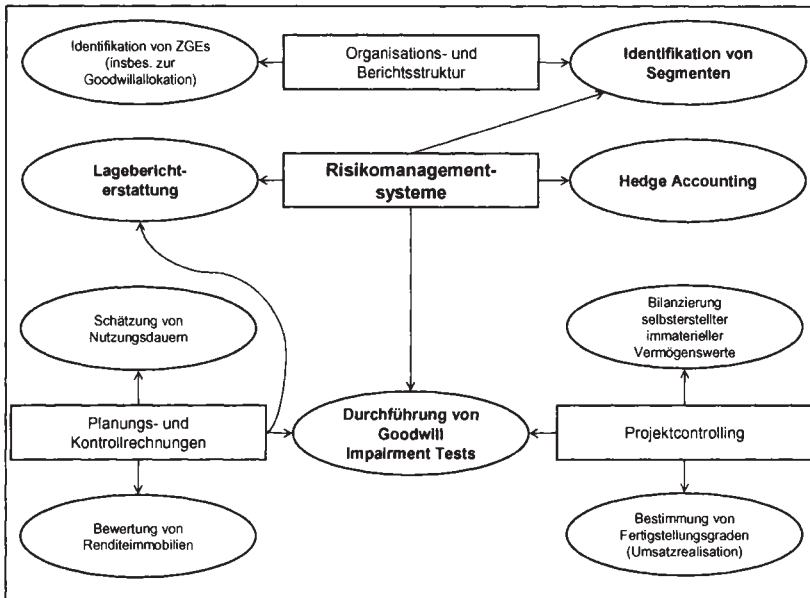 Identifikation von ZGEs
(insbes. zur
Goodwillallokation)
Organisations- und
Berichtsstruktur
Identifikation von
Segmenten
Lagebericht-
erstattung
Risikomanagement-
systeme
Hedge Accounting
Schätzung von
Nutzungsdauern
Bilanzierung
selbsterstellter
immaterieller
Vermögenswerte
Planungs- und
Kontrollrechnungen
Durchführung von
Goodwill
Impairment Tests
Projektcontrolling
Bewertung von
Renditeimmobilien
Bestimmung von
Fertigstellungsgraden
(Umsatzrealisation)